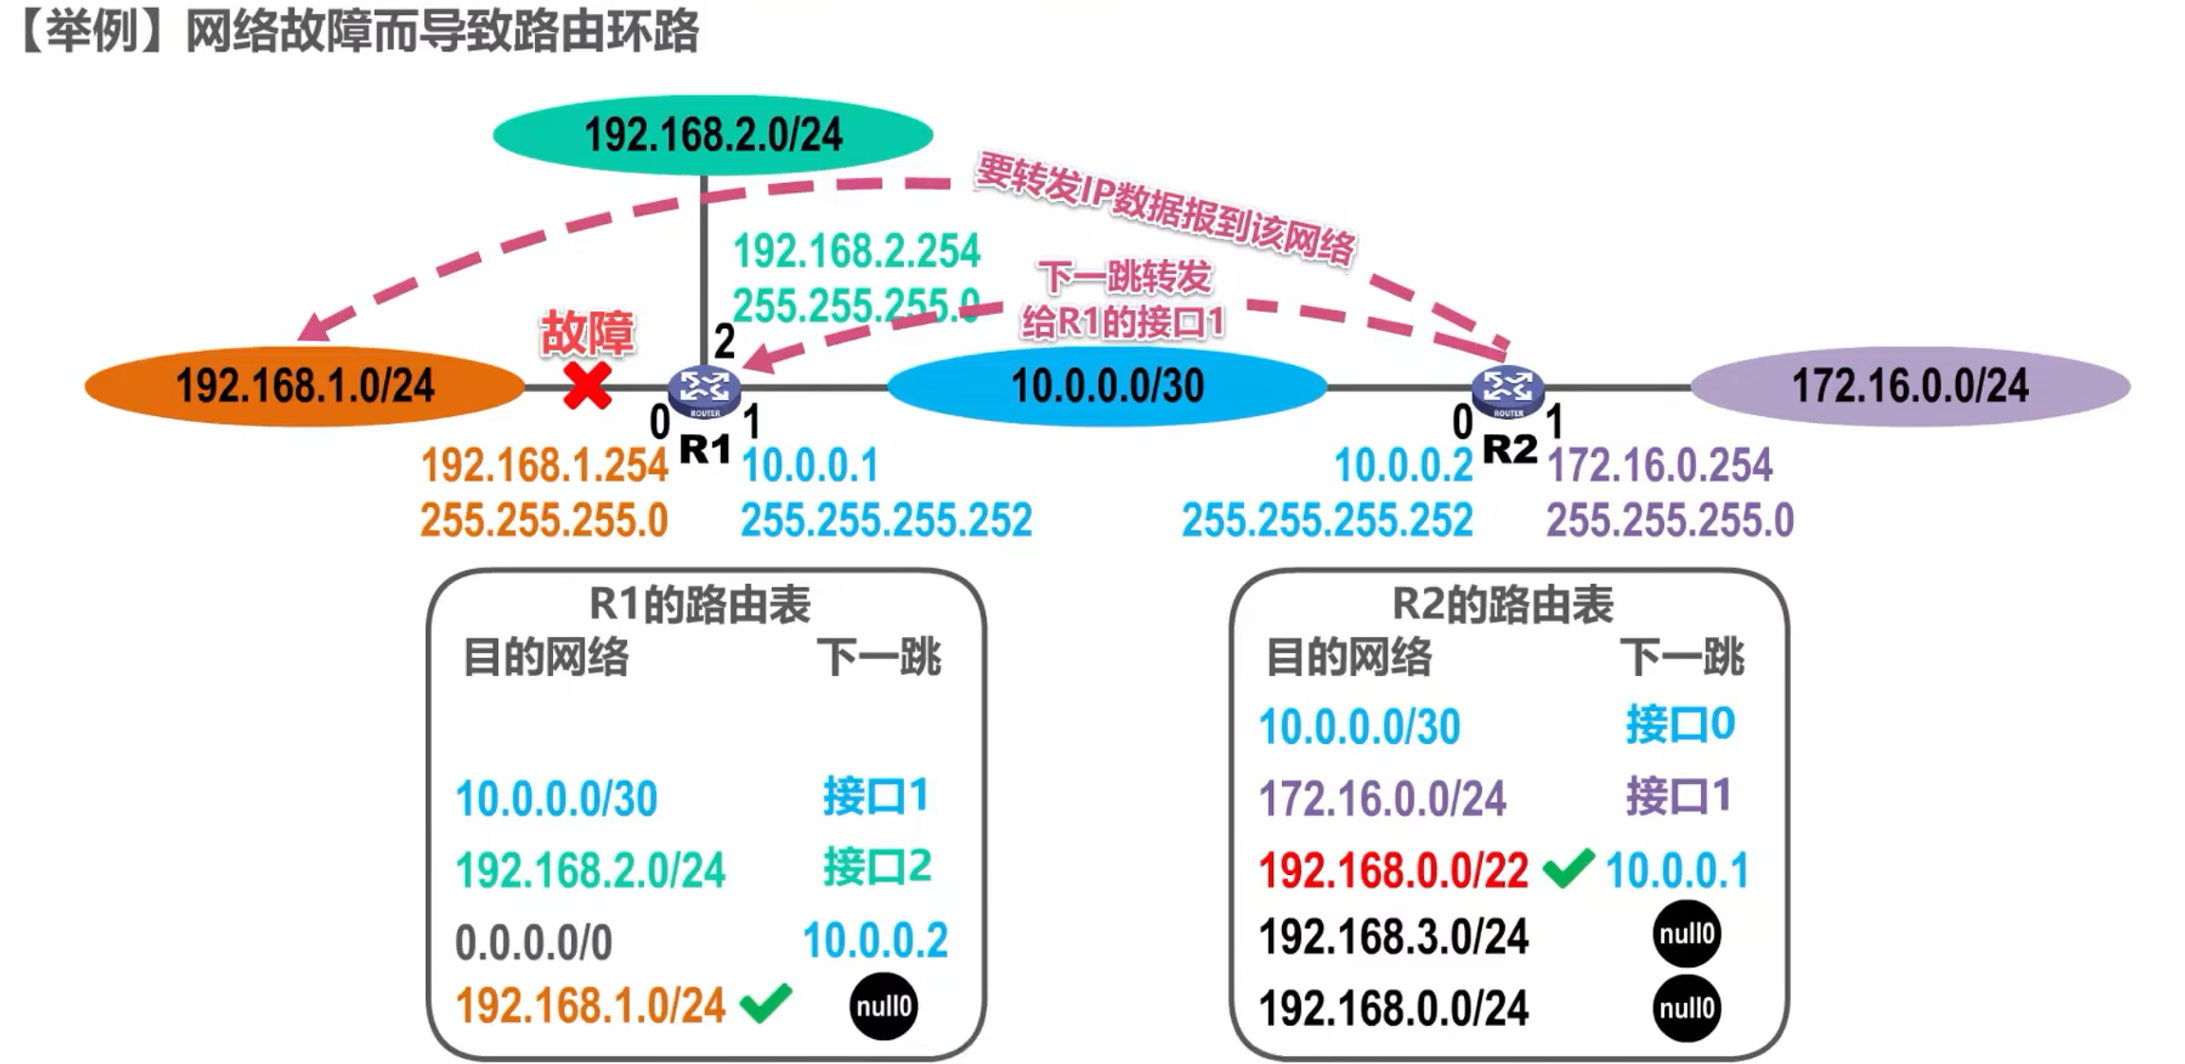 【举例】网络故障而导致路由环路
192.168.2.0/24
要转发IP数据报到该网络
192.168.2.254
255.255.255.0
下一跳转发
给R1的接口1
故障
2
192.168.1.0/24
ROUTER
10.0.0.0/30
ROUTER
172.16.0.0/24
0
R1
1
0
R2
1
192.168.1.254
255.255.255.0
10.0.0.1
255.255.255.252
10.0.0.2
255.255.255.252
172.16.0.254
255.255.255.0
R1的路由表
目的网络 下一跳
10.0.0.0/30 接口1
192.168.2.0/24 接口2
0.0.0.0/0 10.0.0.2
192.168.1.0/24 null0
R2的路由表
目的网络 下一跳
10.0.0.0/30 接口0
172.16.0.0/24 接口1
192.168.0.0/22 10.0.0.1
192.168.3.0/24 null0
192.168.0.0/24 null0